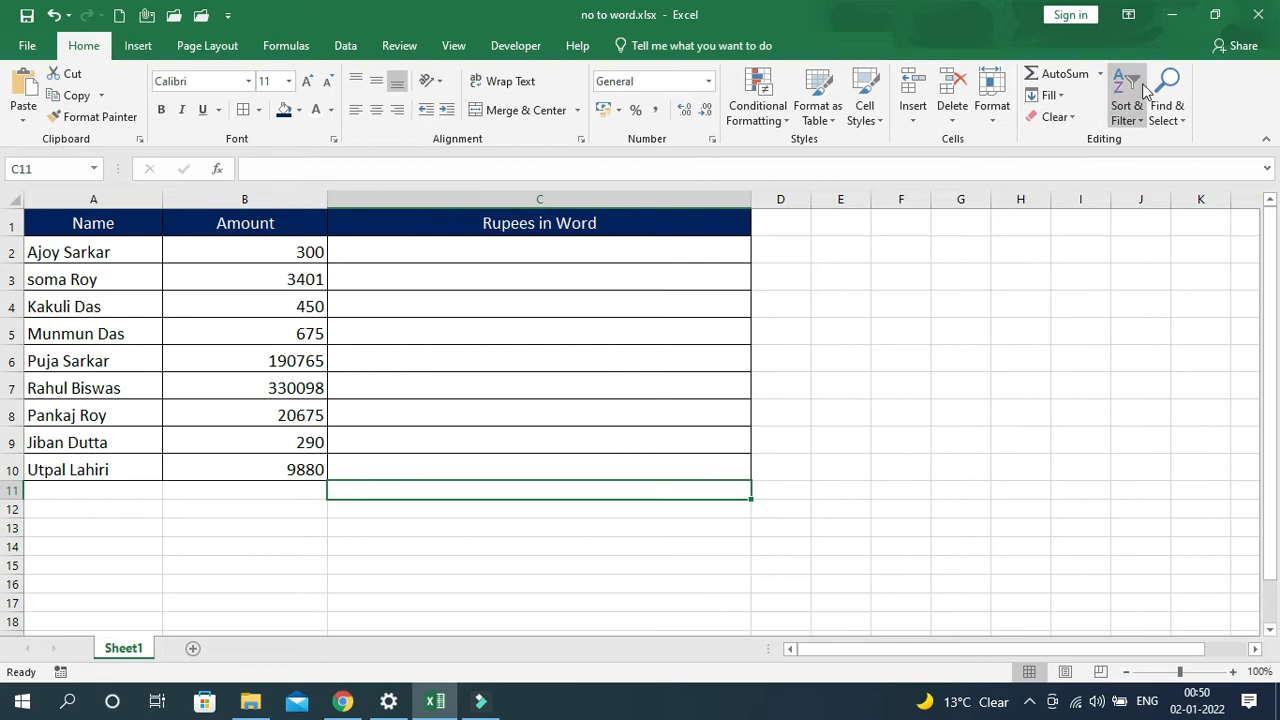 no to word.xlsx - Excel
Sign in
File Home Insert Page Layout Formulas Data Review View Developer Help Tell me what you want to do Share
Paste
Cut
Copy
Format Painter
Clipboard
Calibri 11 A A
B I U A
Font
ab Wrap Text
Merge & Center
Alignment
General
% ,
Number
Conditional Formatting
Format as Table
Cell Styles
Styles
Insert
Delete
Format
Cells
AutoSum
Fill
Clear
Sort & Filter
Find & Select
Editing
C11 fx
A B C D E F G H I J K
1 Name Amount Rupees in Word
2 Ajoy Sarkar 300
3 soma Roy 3401
4 Kakuli Das 450
5 Munmun Das 675
6 Puja Sarkar 190765
7 Rahul Biswas 330098
8 Pankaj Roy 20675
9 Jiban Dutta 290
10 Utpal Lahiri 9880
11
12
13
14
15
16
17
18
Sheet1
Ready 100%
13°C Clear ENG 00:50
02-01-2022